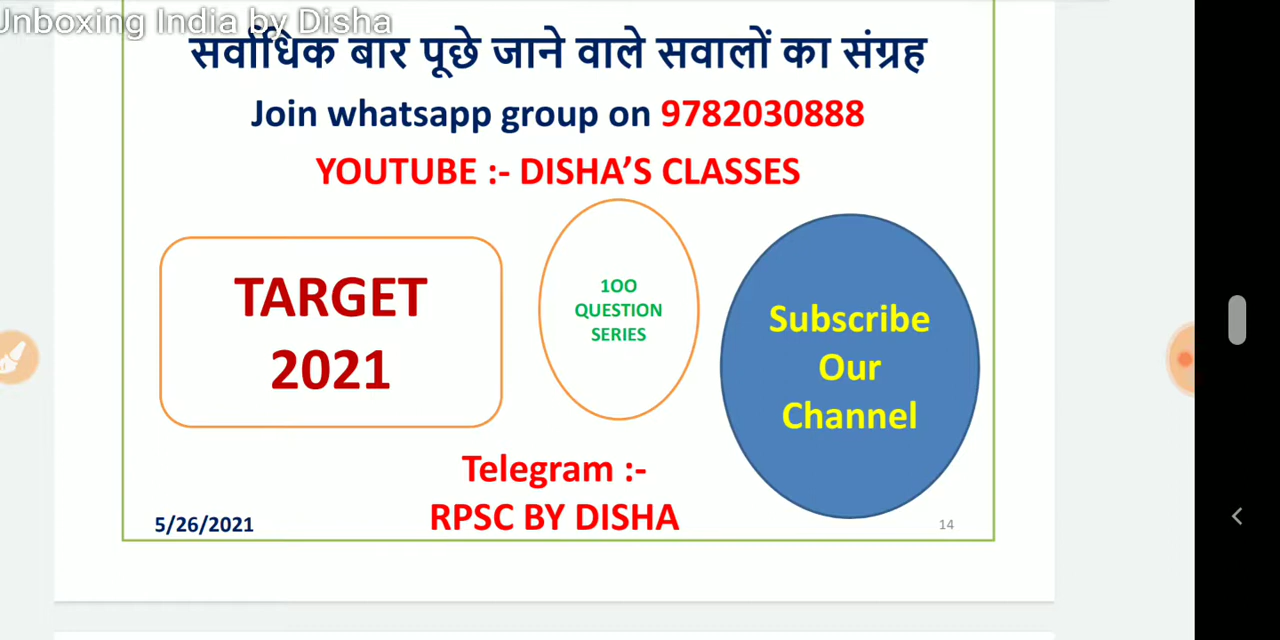 Unboxing India by Disha
सर्वाधिक बार पूछे जाने वाले सवालों का संग्रह
Join whatsapp group on 9782030888
YOUTUBE :- DISHA’S CLASSES
TARGET
2021
1OO
QUESTION
SERIES
Subscribe
Our
Channel
Telegram :-
RPSC BY DISHA
5/26/2021
14